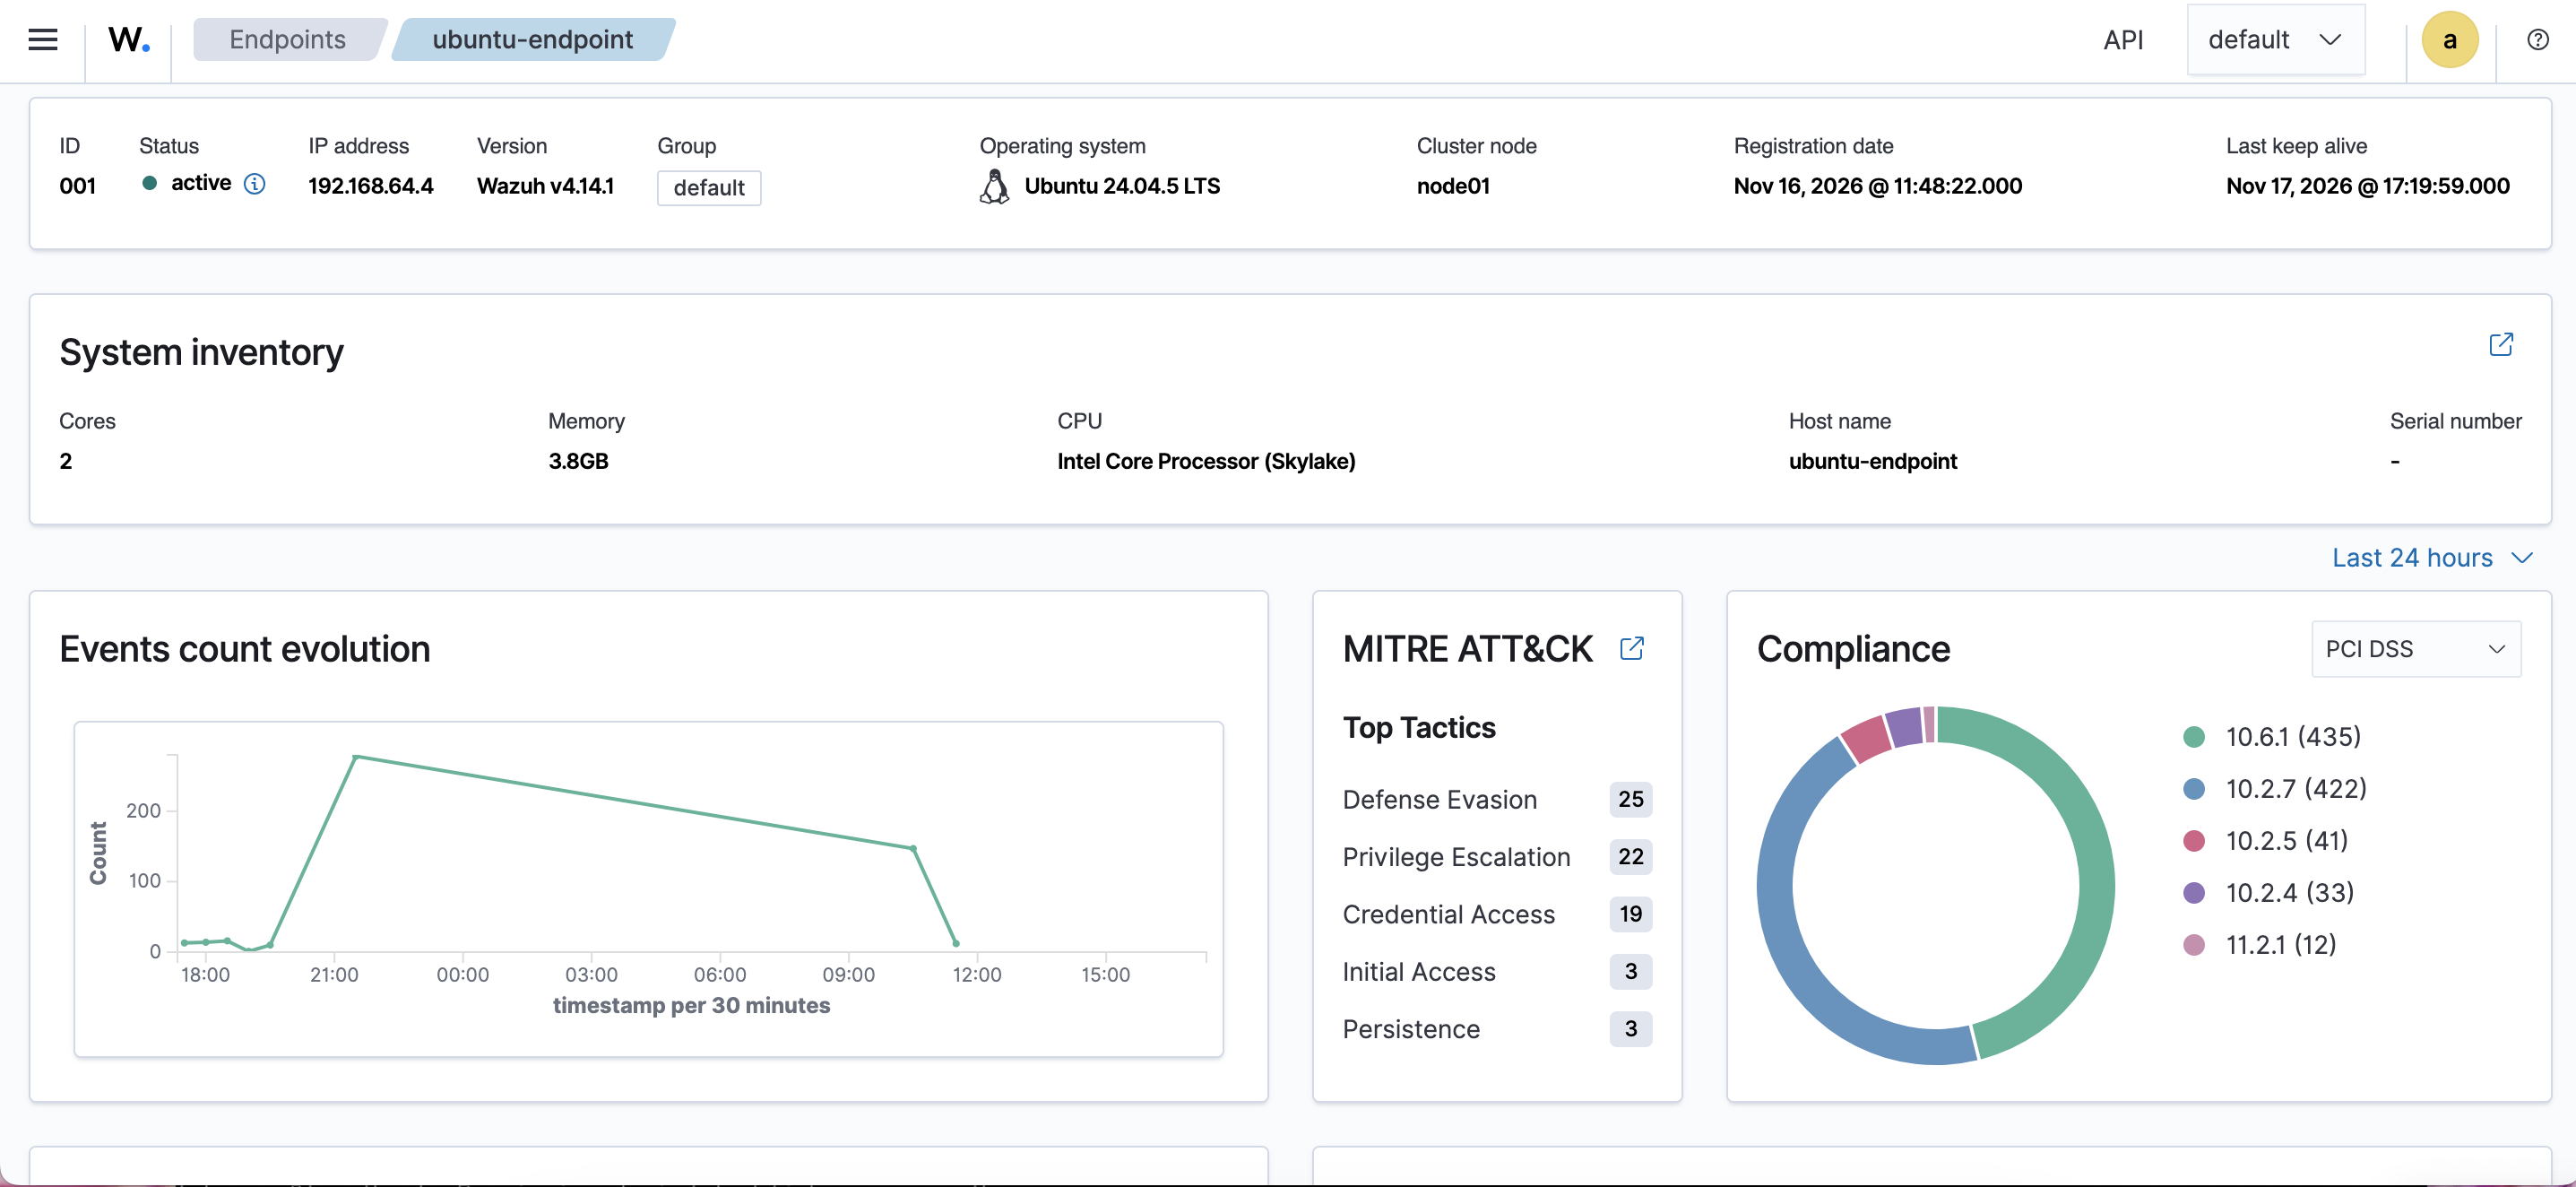 W. Endpoints ubuntu-endpoint API default a
ID Status IP address Version Group Operating system Cluster node Registration date Last keep alive
001 active 192.168.64.4 Wazuh v4.14.1 default Ubuntu 24.04.5 LTS node01 Nov 16, 2026 @ 11:48:22.000 Nov 17, 2026 @ 17:19:59.000
System inventory
Cores Memory CPU Host name Serial number
2 3.8GB Intel Core Processor (Skylake) ubuntu-endpoint -
Last 24 hours
Events count evolution
Count
200
100
0
18:00 21:00 00:00 03:00 06:00 09:00 12:00 15:00
timestamp per 30 minutes
MITRE ATT&CK
Top Tactics
Defense Evasion 25
Privilege Escalation 22
Credential Access 19
Initial Access 3
Persistence 3
Compliance PCI DSS
10.6.1 (435)
10.2.7 (422)
10.2.5 (41)
10.2.4 (33)
11.2.1 (12)